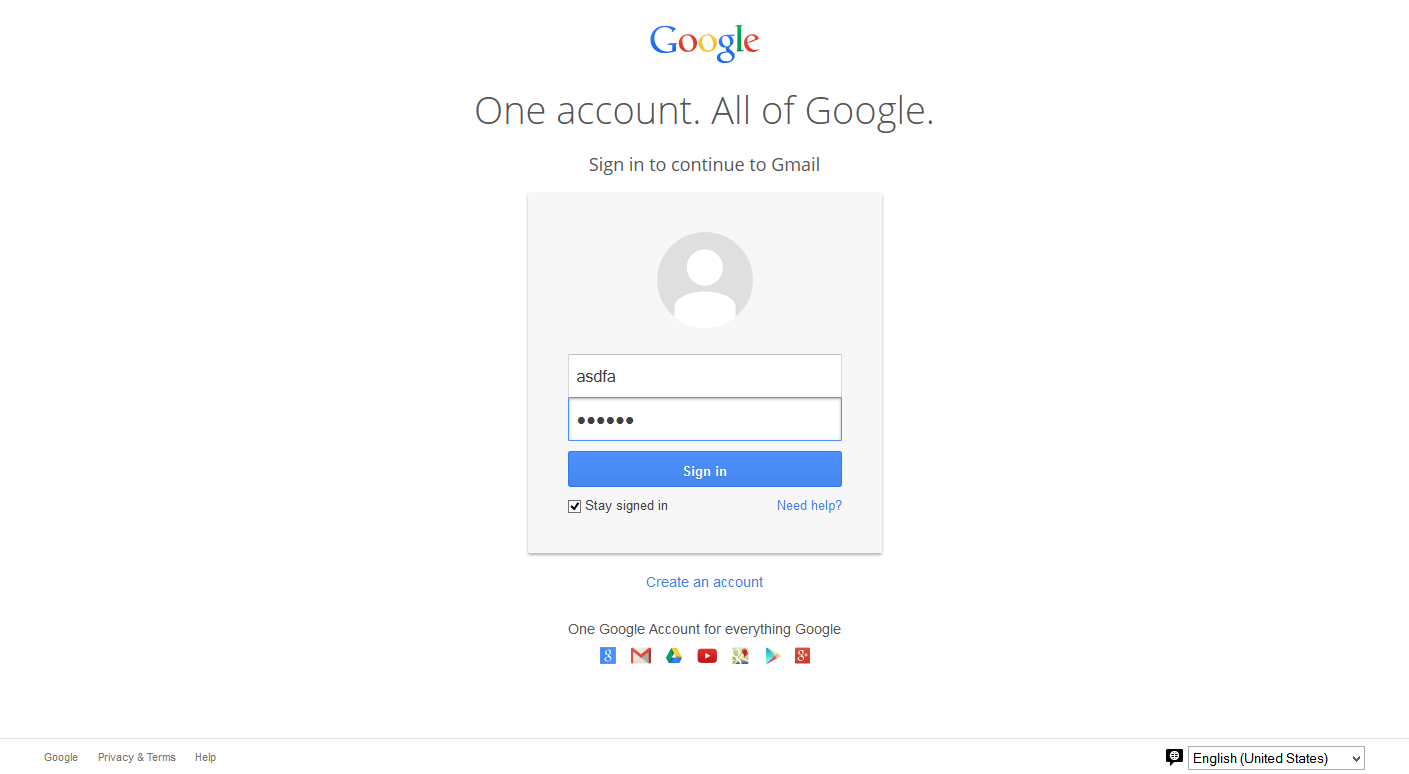 Google
One account. All of Google.
Sign in to continue to Gmail
asdfa
••••••
Sign in
Stay signed in Need help?
Create an account
One Google Account for everything Google
Google Privacy & Terms Help English (United States)